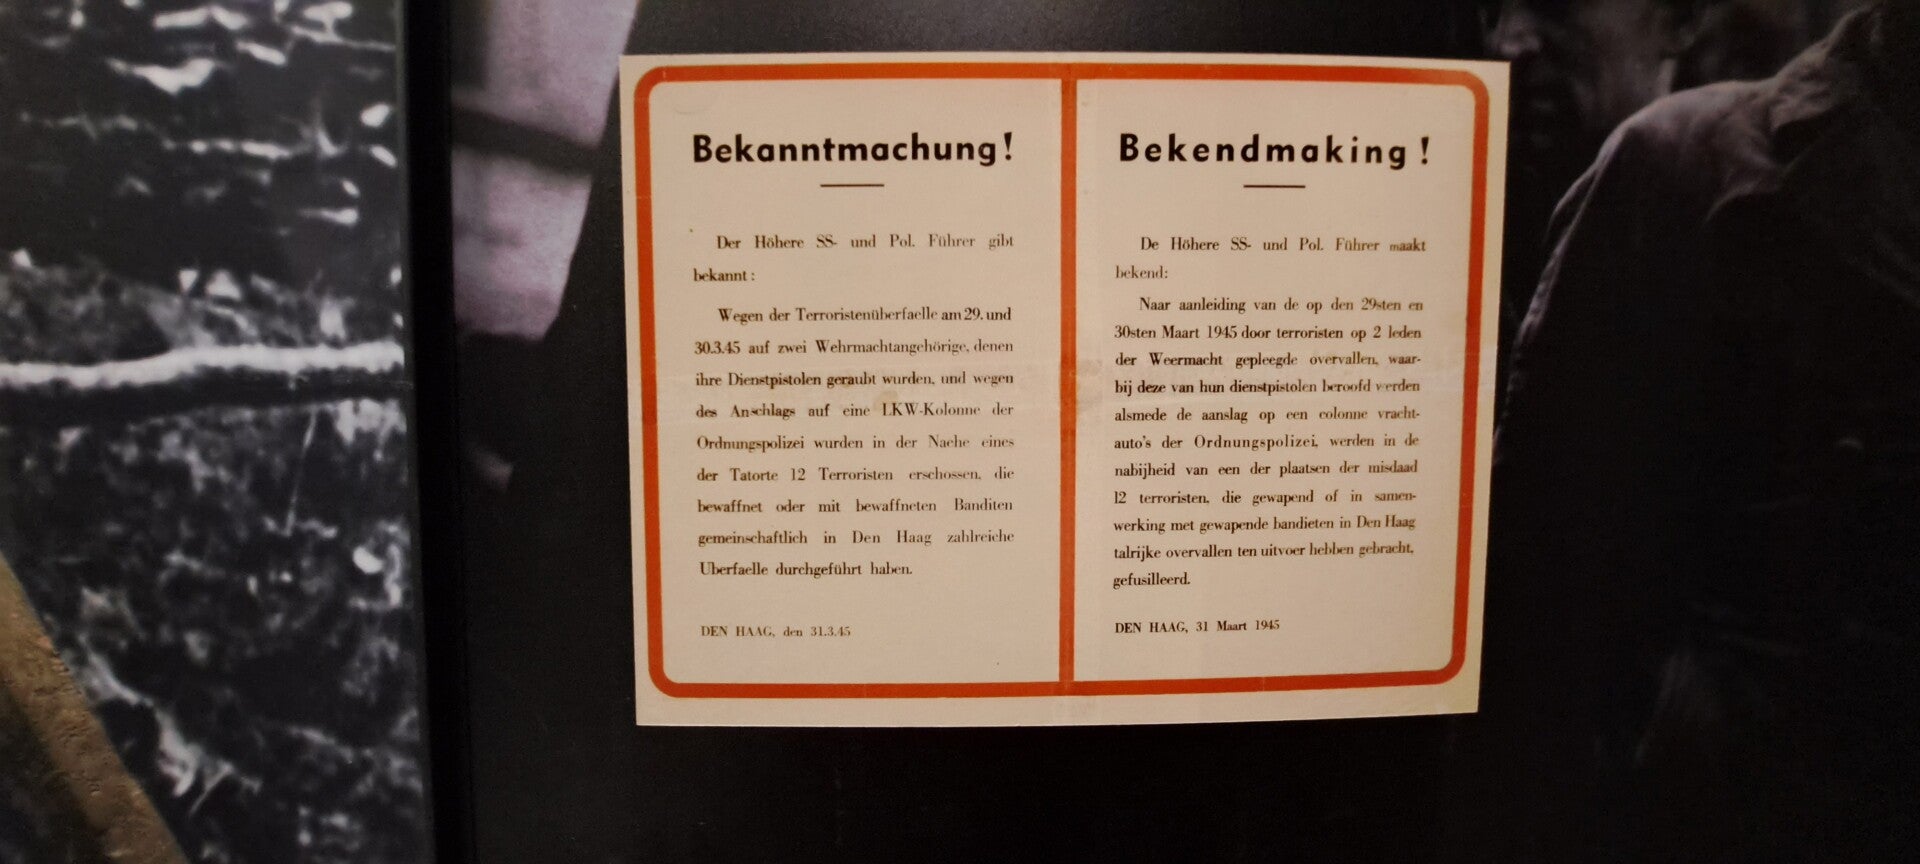 Bekanntmachung!
Der Höhere SS- und Pol. Führer gibt
bekannt:
Wegen der Terroristenüberfaelle am 29. und
30.3.45 auf zwei Wehrmachtangehörige, denen
ihre Dienstpistolen geraubt wurden, und wegen
des Anschlags auf eine LKW-Kolonne der
Ordnungspolizei wurden in der Naehe eines
der Tatorte 12 Terroristen erschossen, die
bewaffnet oder mit bewaffneten Banditen
gemeinschaftlich in Den Haag zahlreiche
Uberfaelle durchgeführt haben.
DEN HAAG, den 31.3.45
Bekendmaking!
De Höhere SS- und Pol. Führer maakt
bekend:
Naar aanleiding van de op den 29sten en
30sten Maart 1945 door terroristen op 2 leden
der Weermacht gepleegde overvallen, waar-
bij deze van hun dienstpistolen beroofd werden
alsmede de aanslag op een colonne vracht-
auto's der Ordnungspolizei, werden in de
nabijheid van een der plaatsen der misdaad
12 terroristen, die gewapend of in samen-
werking met gewapende bandieten in Den Haag
talrijke overvallen ten uitvoer hebben gebracht,
gefusilleerd.
DEN HAAG, 31 Maart 1945